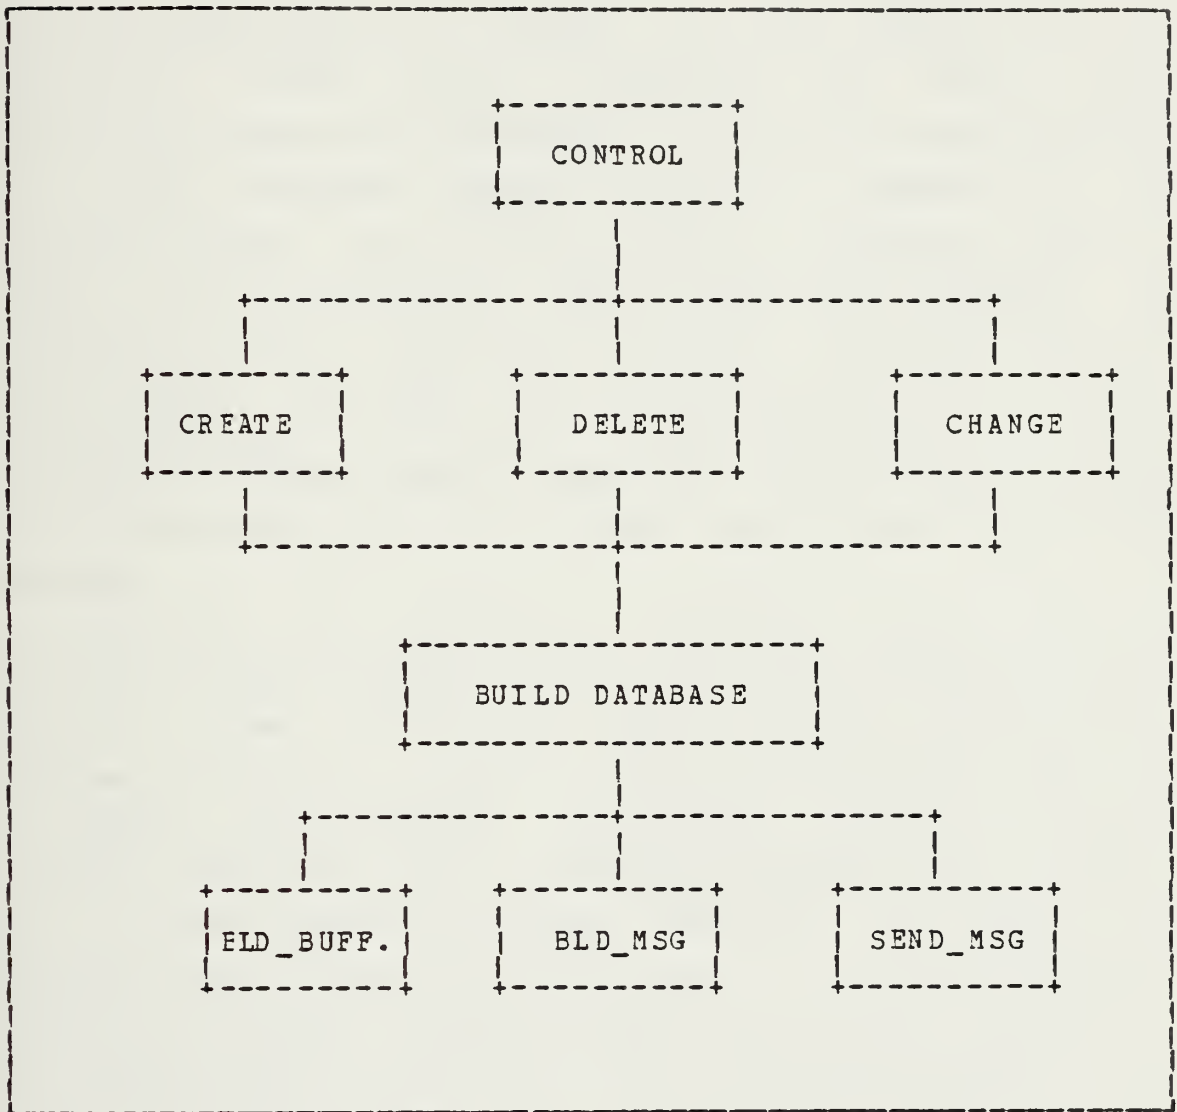 CONTROL
CREATE DELETE CHANGE
BUILD DATABASE
BLD_BUFF. BLD_MSG SEND_MSG